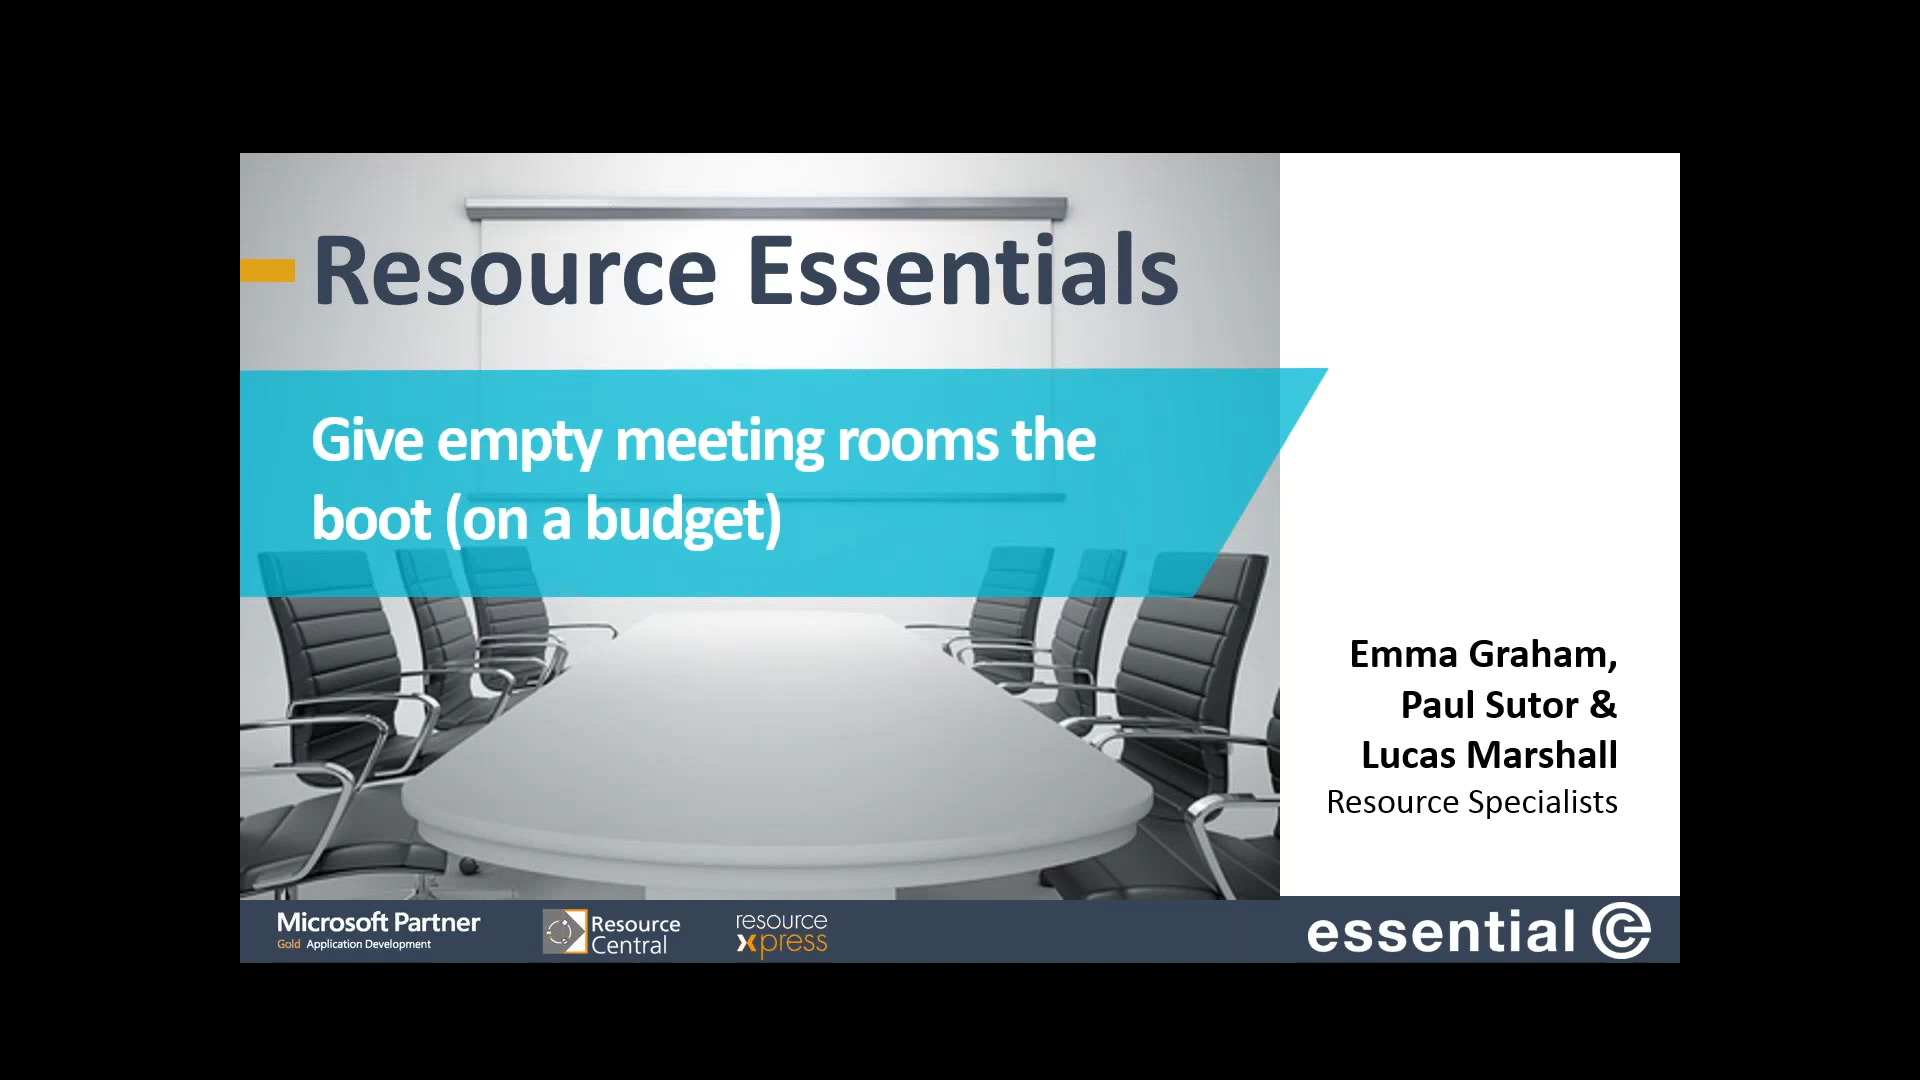 Resource Essentials
Give empty meeting rooms the
boot (on a budget)
Emma Graham,
Paul Sutor &
Lucas Marshall
Resource Specialists
Microsoft Partner
Gold Application Development
Resource
Central
resource
xpress
essential